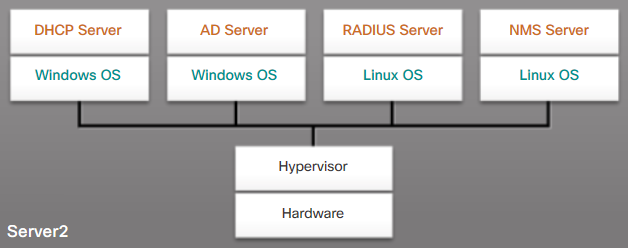 DHCP Server
AD Server
RADIUS Server
NMS Server
Windows OS
Windows OS
Linux OS
Linux OS
Hypervisor
Hardware
Server2